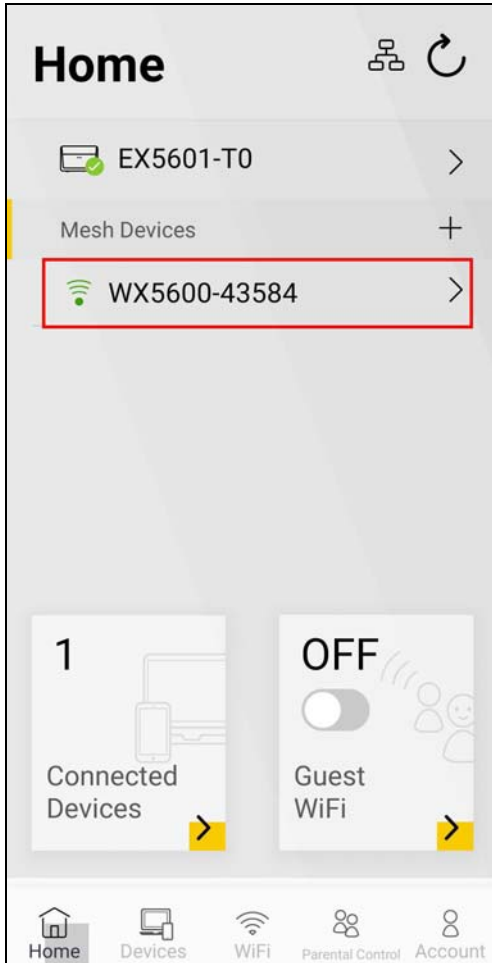 Home
EX5601-T0
Mesh Devices
WX5600-43584
1
Connected
Devices
OFF
Guest
WiFi
Home
Devices
WiFi
Parental Control
Account